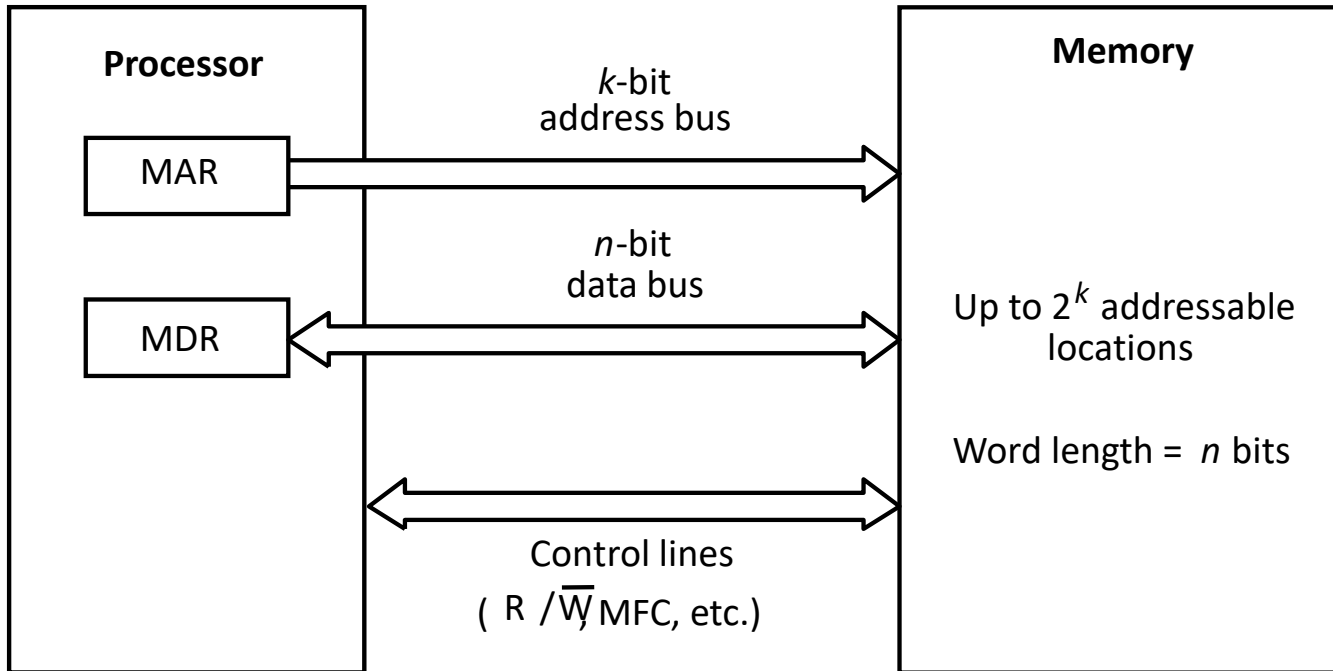 Processor
Memory
k-bit
address bus
MAR
n-bit
data bus
MDR
Up to 2^k addressable
locations
Word length = n bits
Control lines
( R / W̅, MFC, etc.)